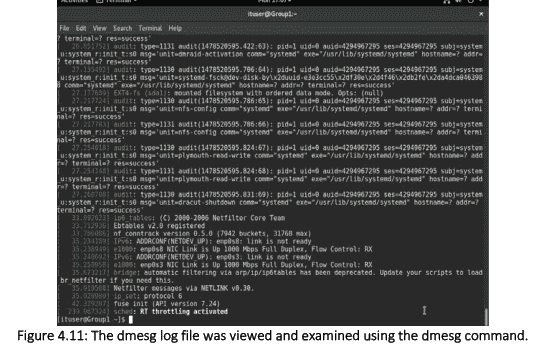 ituser@Group1:~
File Edit View Search Terminal Help
? terminal=? res=success'
audit: type=1131 audit(1478520595.422:63): pid=1 uid=0 auid=4294967295 ses=4294967295 subj=system
u:system_r:init_t:s0 msg='unit=dmraid-activation comm="systemd" exe="/usr/lib/systemd/systemd" hostname=? addr=
? terminal=? res=success'
audit: type=1130 audit(1478520595.706:64): pid=1 uid=0 auid=4294967295 ses=4294967295 subj=system
comm="systemd" exe="/usr/lib/systemd/systemd" hostname=? addr=? terminal=? res=success'
EXT4-fs (sda1): mounted filesystem with ordered data mode. Opts: (null)
audit: type=1130 audit(1478520595.786:65): pid=1 uid=0 auid=4294967295 ses=4294967295 subj=system
u:system_r:init_t:s0 msg='unit=nfs-config comm="systemd" exe="/usr/lib/systemd/systemd" hostname=? addr=? termi
nal=? res=success'
audit: type=1131 audit(1478520595.786:66): pid=1 uid=0 auid=4294967295 ses=4294967295 subj=system
u:system_r:init_t:s0 msg='unit=nfs-config comm="systemd" exe="/usr/lib/systemd/systemd" hostname=? addr=? termi
nal=? res=success'
audit: type=1130 audit(1478520595.824:67): pid=1 uid=0 auid=4294967295 ses=4294967295 subj=system
u:system_r:init_t:s0 msg='unit=plymouth-read-write comm="systemd" exe="/usr/lib/systemd/systemd" hostname=? add
r=? terminal=? res=success'
audit: type=1131 audit(1478520595.824:68): pid=1 uid=0 auid=4294967295 ses=4294967295 subj=system
u:system_r:init_t:s0 msg='unit=plymouth-read-write comm="systemd" exe="/usr/lib/systemd/systemd" hostname=? add
r=? terminal=? res=success'
audit: type=1130 audit(1478520595.831:69): pid=1 uid=0 auid=4294967295 ses=4294967295 subj=system
u:system_r:init_t:s0 msg='unit=dracut-shutdown comm="systemd" exe="/usr/lib/systemd/systemd" hostname=? addr=?
terminal=? res=success'
ip6_tables: (C) 2000-2006 Netfilter Core Team
Ebtables v2.0 registered
nf_conntrack version 0.5.0 (7942 buckets, 31768 max)
IPv6: ADDRCONF(NETDEV_UP): enp0s8: link is not ready
e1000: enp0s8 NIC Link is Up 1000 Mbps Full Duplex, Flow Control: RX
IPv6: ADDRCONF(NETDEV_UP): enp0s3: link is not ready
e1000: enp0s3 NIC Link is Up 1000 Mbps Full Duplex, Flow Control: RX
bridge: automatic filtering via arp/ip/ip6tables has been deprecated. Update your scripts to load
br_netfilter if you need this.
Netfilter messages via NETLINK v0.30.
ip_set: protocol 6
fuse init (API version 7.24)
sched: RT throttling activated
[ituser@Group1 ~]$
Figure 4.11: The dmesg log file was viewed and examined using the dmesg command.